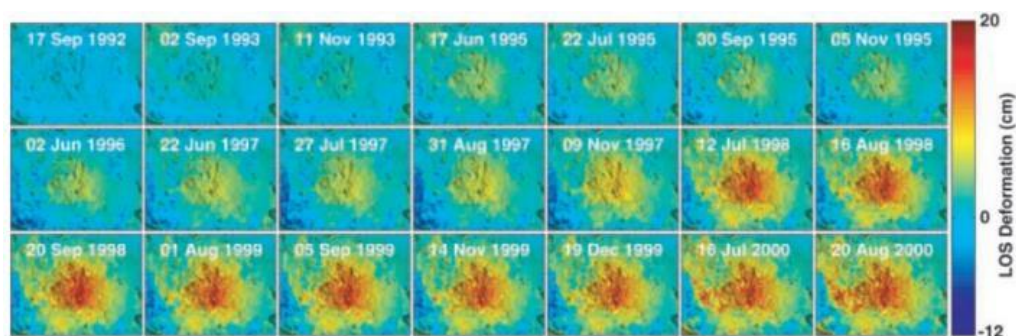 17 Sep 1992 02 Sep 1993 11 Nov 1993 17 Jun 1995 22 Jul 1995 30 Sep 1995 05 Nov 1995
02 Jun 1996 22 Jun 1997 27 Jul 1997 31 Aug 1997 09 Nov 1997 12 Jul 1998 16 Aug 1998
20 Sep 1998 01 Aug 1999 05 Sep 1999 14 Nov 1999 19 Dec 1999 16 Jul 2000 20 Aug 2000
20
0
-12
LOS Deformation (cm)